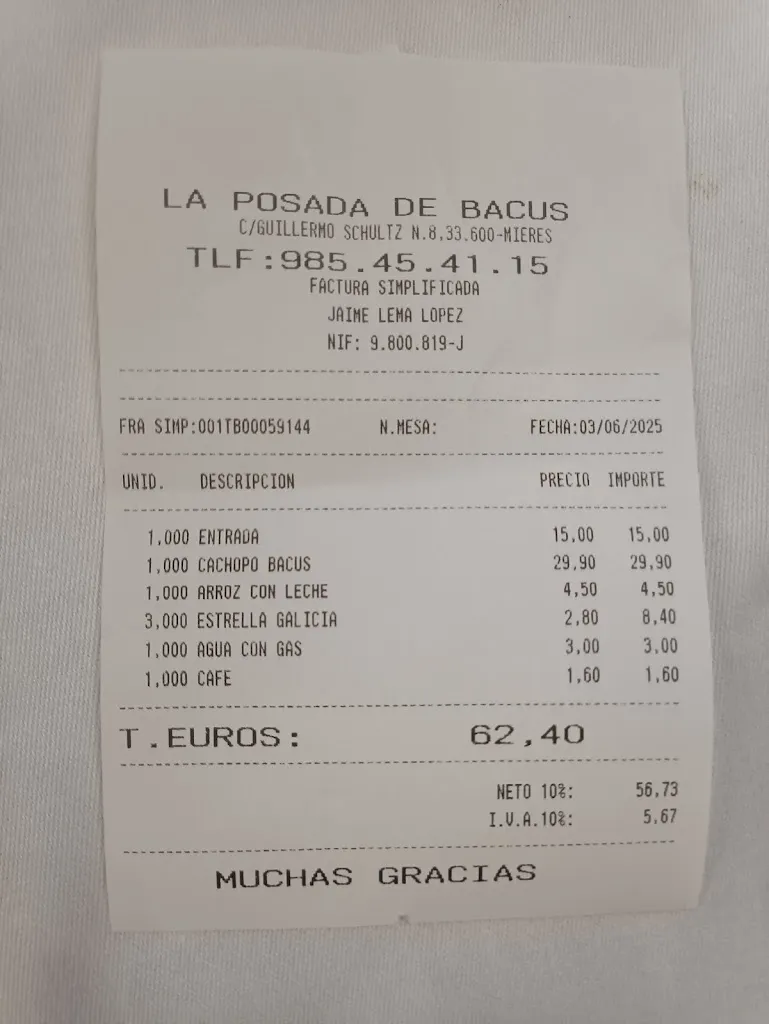 LA POSADA DE BACUS
C/GUILLERMO SCHULTZ N.8,33.600-MIERES
TLF:985.45.41.15
FACTURA SIMPLIFICADA
JAIME LEMA LOPEZ
NIF: 9.800.819-J
FRA SIMP:001TB00059144 N.MESA: FECHA:03/06/2025
UNID. DESCRIPCION PRECIO IMPORTE
1,000 ENTRADA 15,00 15,00
1,000 CACHOPO BACUS 29,90 29,90
1,000 ARROZ CON LECHE 4,50 4,50
3,000 ESTRELLA GALICIA 2,80 8,40
1,000 AGUA CON GAS 3,00 3,00
1,000 CAFE 1,60 1,60
T.EUROS: 62,40
NETO 10%: 56,73
I.V.A.10%: 5,67
MUCHAS GRACIAS